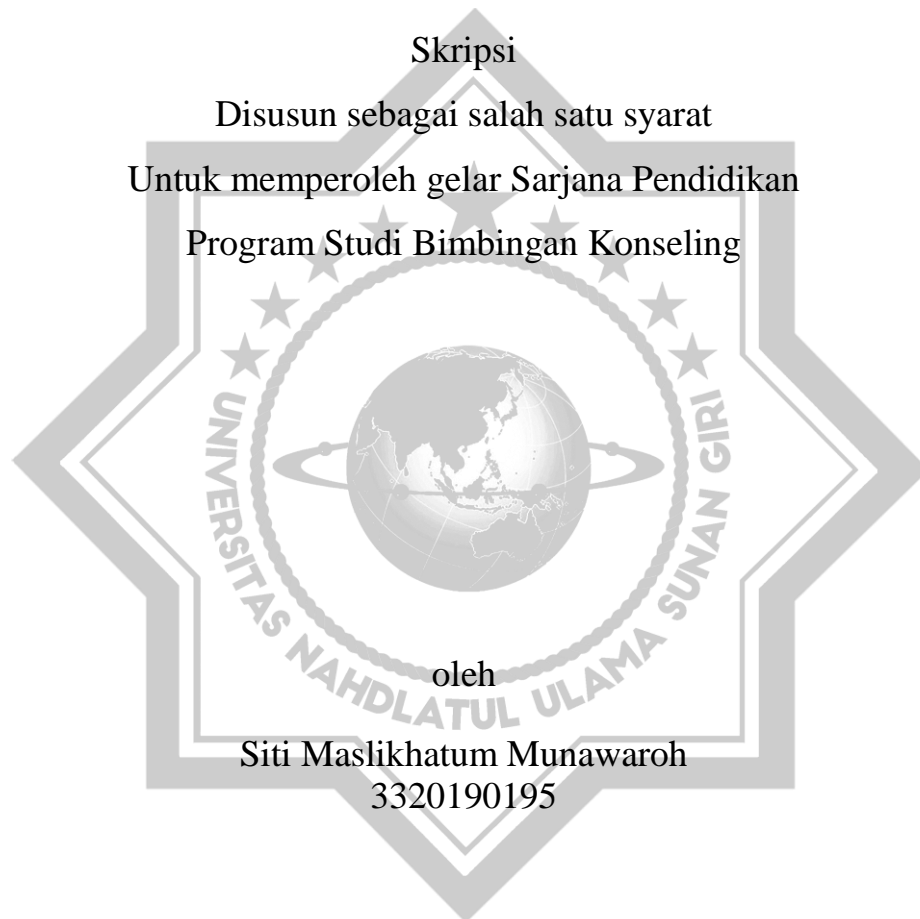 Skripsi
Disusun sebagai salah satu syarat
Untuk memperoleh gelar Sarjana Pendidikan
Program Studi Bimbingan Konseling
UNIVERSITAS NAHDLATUL ULAMA SUNAN GIRI
oleh
Siti Maslikhatum Munawaroh
3320190195